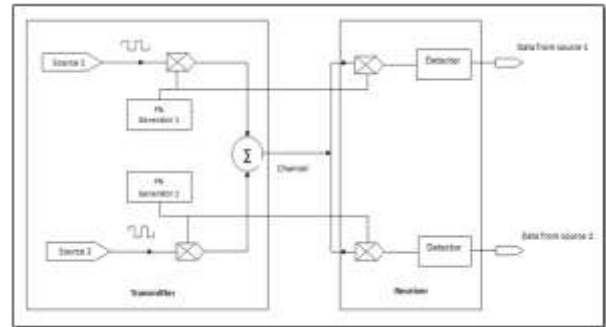 Source 1
PN
Generator 1
Detector
Data from source 1
Σ
Channel
PN
Generator 2
Source 2
Detector
Data from source 2
Transmitter
Receiver